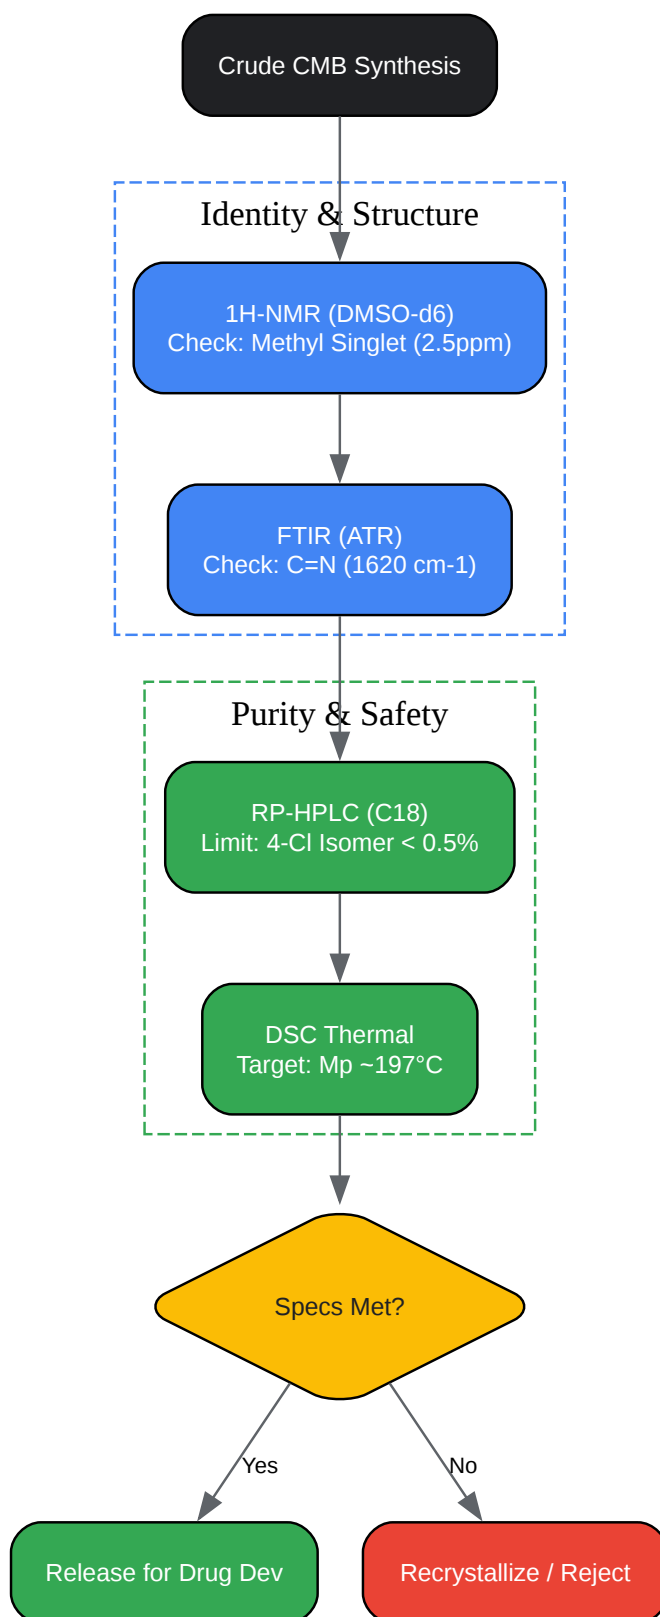 Crude CMB Synthesis
Identity & Structure
1H-NMR (DMSO-d6)
Check: Methyl Singlet (2.5ppm)
FTIR (ATR)
Check: C=N (1620 cm-1)
Purity & Safety
RP-HPLC (C18)
Limit: 4-Cl Isomer < 0.5%
DSC Thermal
Target: Mp ~197°C
Specs Met?
Yes
No
Release for Drug Dev
Recrystallize / Reject